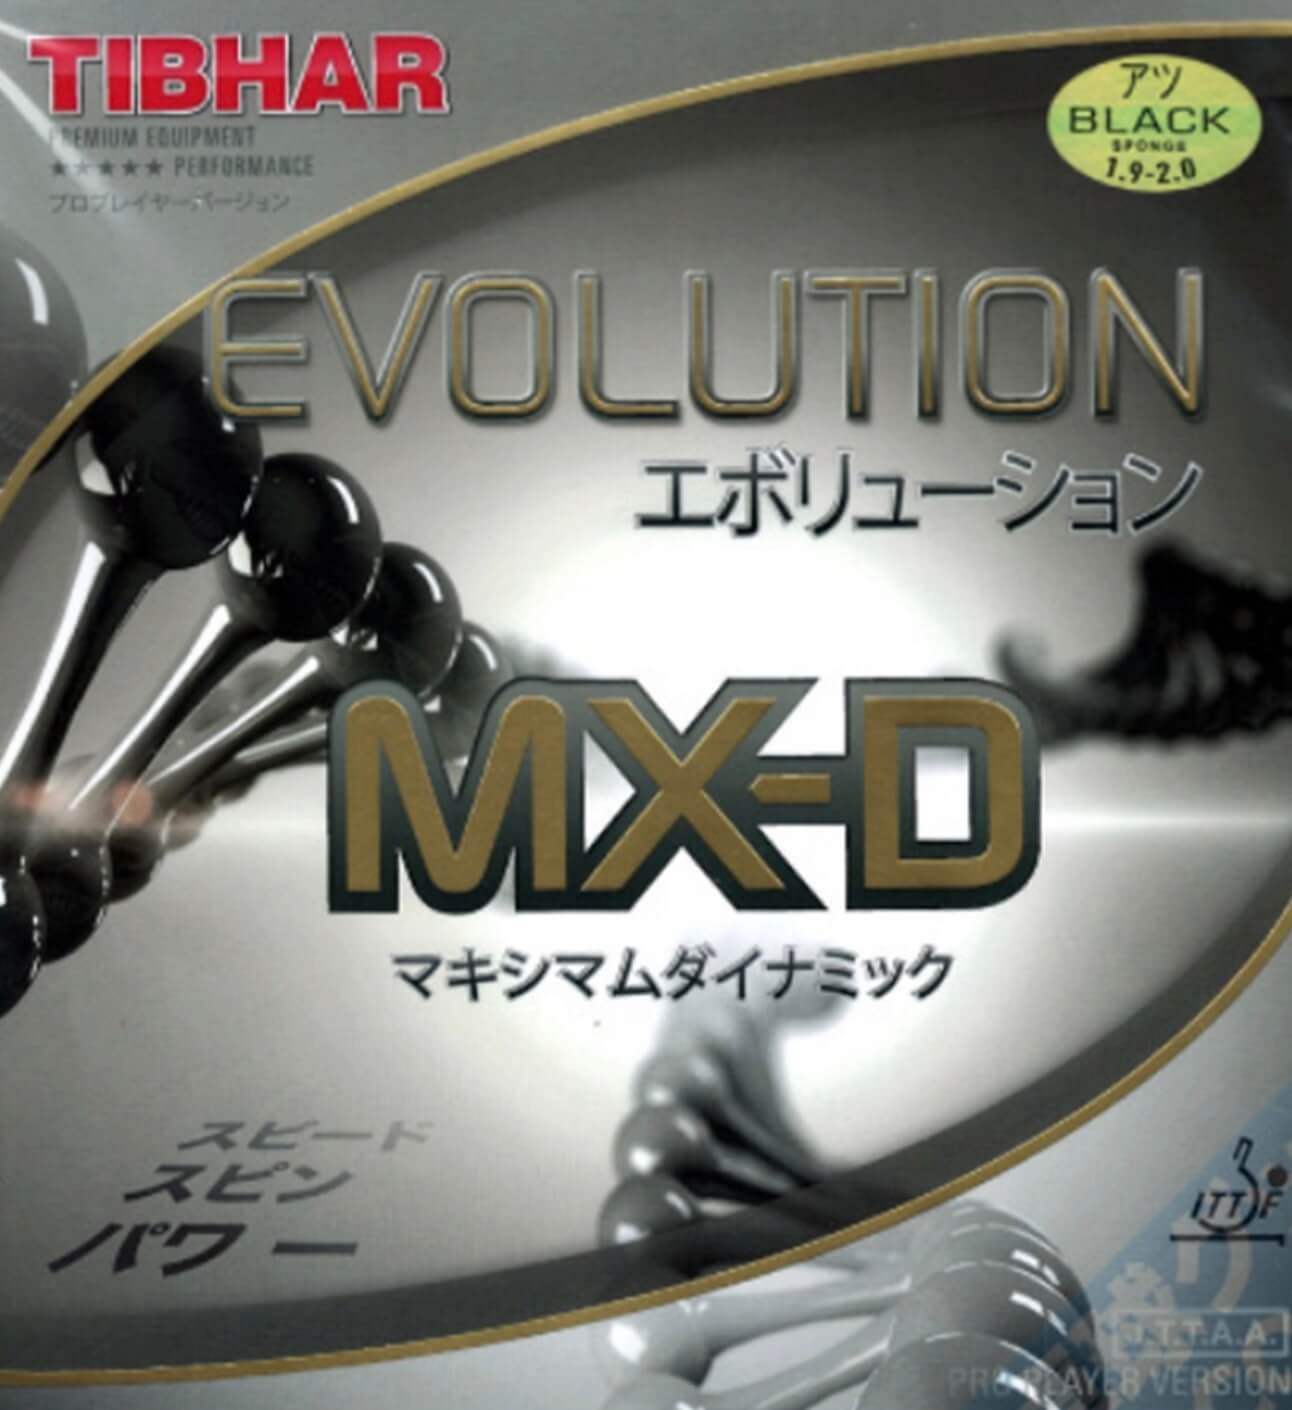 TIBHAR
PREMIUM EQUIPMENT
★★★★★ PERFORMANCE
プロプレイヤーバージョン
アツ
BLACK
SPONGE
1.9-2.0
EVOLUTION
エボリューション
MX-D
マキシマムダイナミック
スピード
スピン
パワー
ITTF
J.T.T.A.A.
PRO PLAYER VERSION